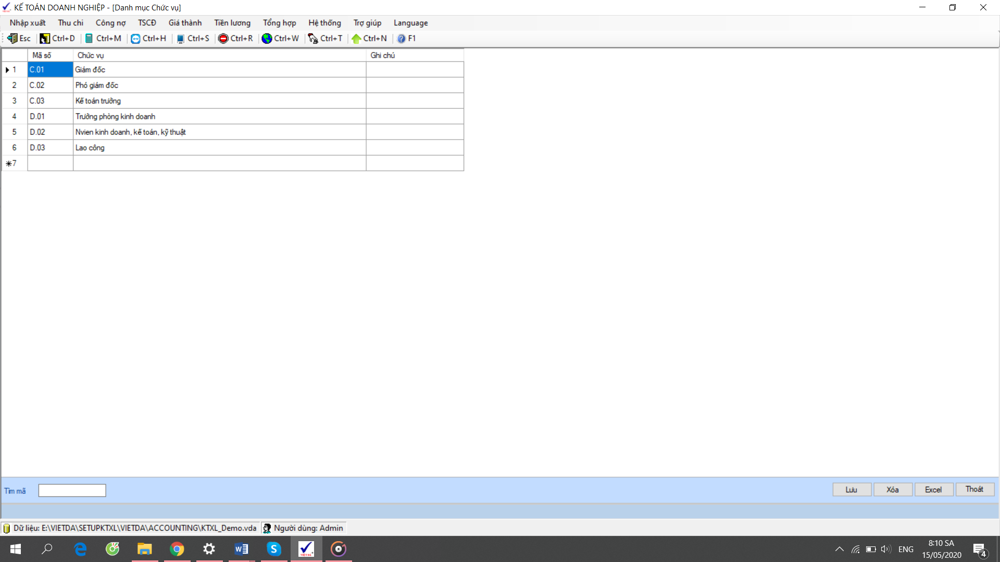 KẾ TOÁN DOANH NGHIỆP - [Danh mục Chức vụ]
Nhập xuất Thu chi Công nợ TSCĐ Giá thành Tiền lương Tổng hợp Hệ thống Trợ giúp Language
Esc Ctrl+D Ctrl+M Ctrl+H Ctrl+S Ctrl+R Ctrl+W Ctrl+T Ctrl+N F1
Mã số Chức vụ Ghi chú
1 C.01 Giám đốc
2 C.02 Phó giám đốc
3 C.03 Kế toán trưởng
4 D.01 Trưởng phòng kinh doanh
5 D.02 Nvien kinh doanh, kế toán, kỹ thuật
6 D.03 Lao công
7
Tìm mã Lưu Xóa Excel Thoát
Dữ liệu: E:\VIETDA\SETUPKTXL\VIETDA\ACCOUNTING\KTXL_Demo.vda Người dùng: Admin
ENG 8:10 SA
15/05/2020 4